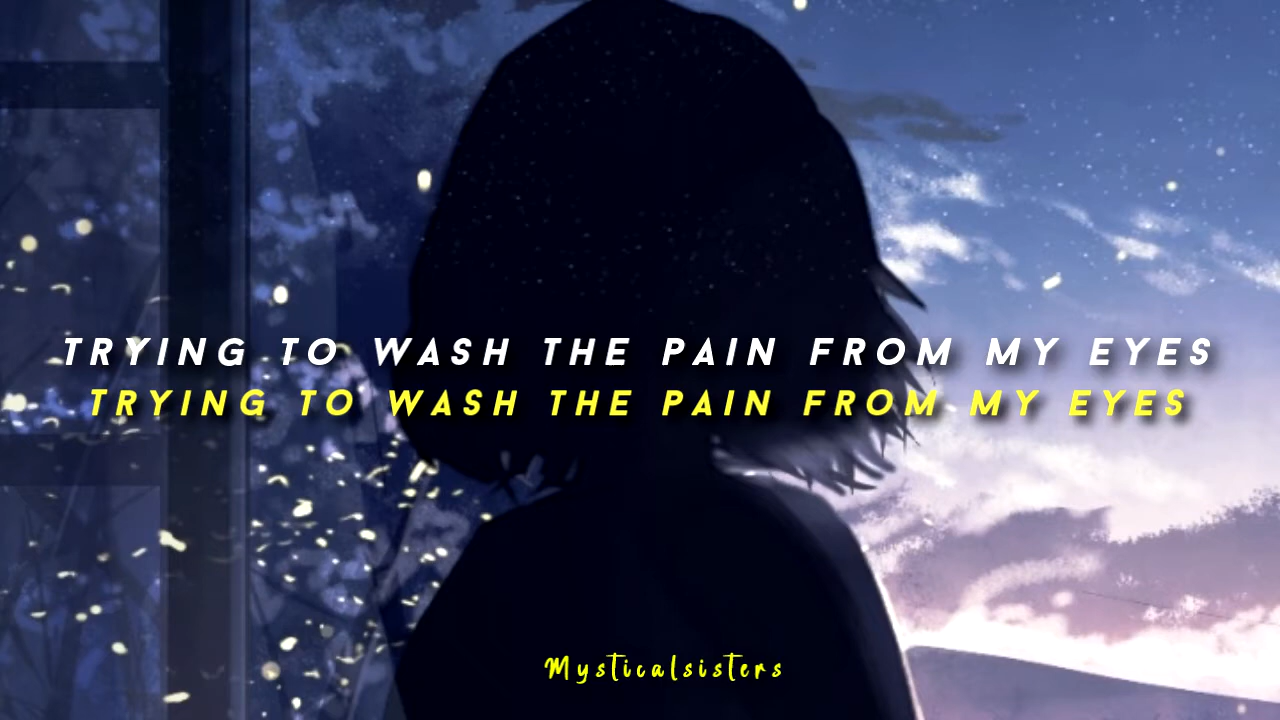 TRYING TO WASH THE PAIN FROM MY EYES
TRYING TO WASH THE PAIN FROM MY EYES
Mysticalsisters